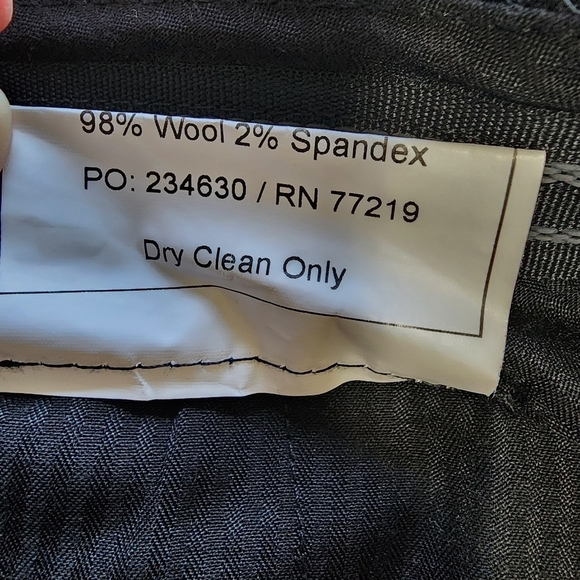 98% Wool 2% Spandex
PO: 234630 / RN 77219
Dry Clean Only